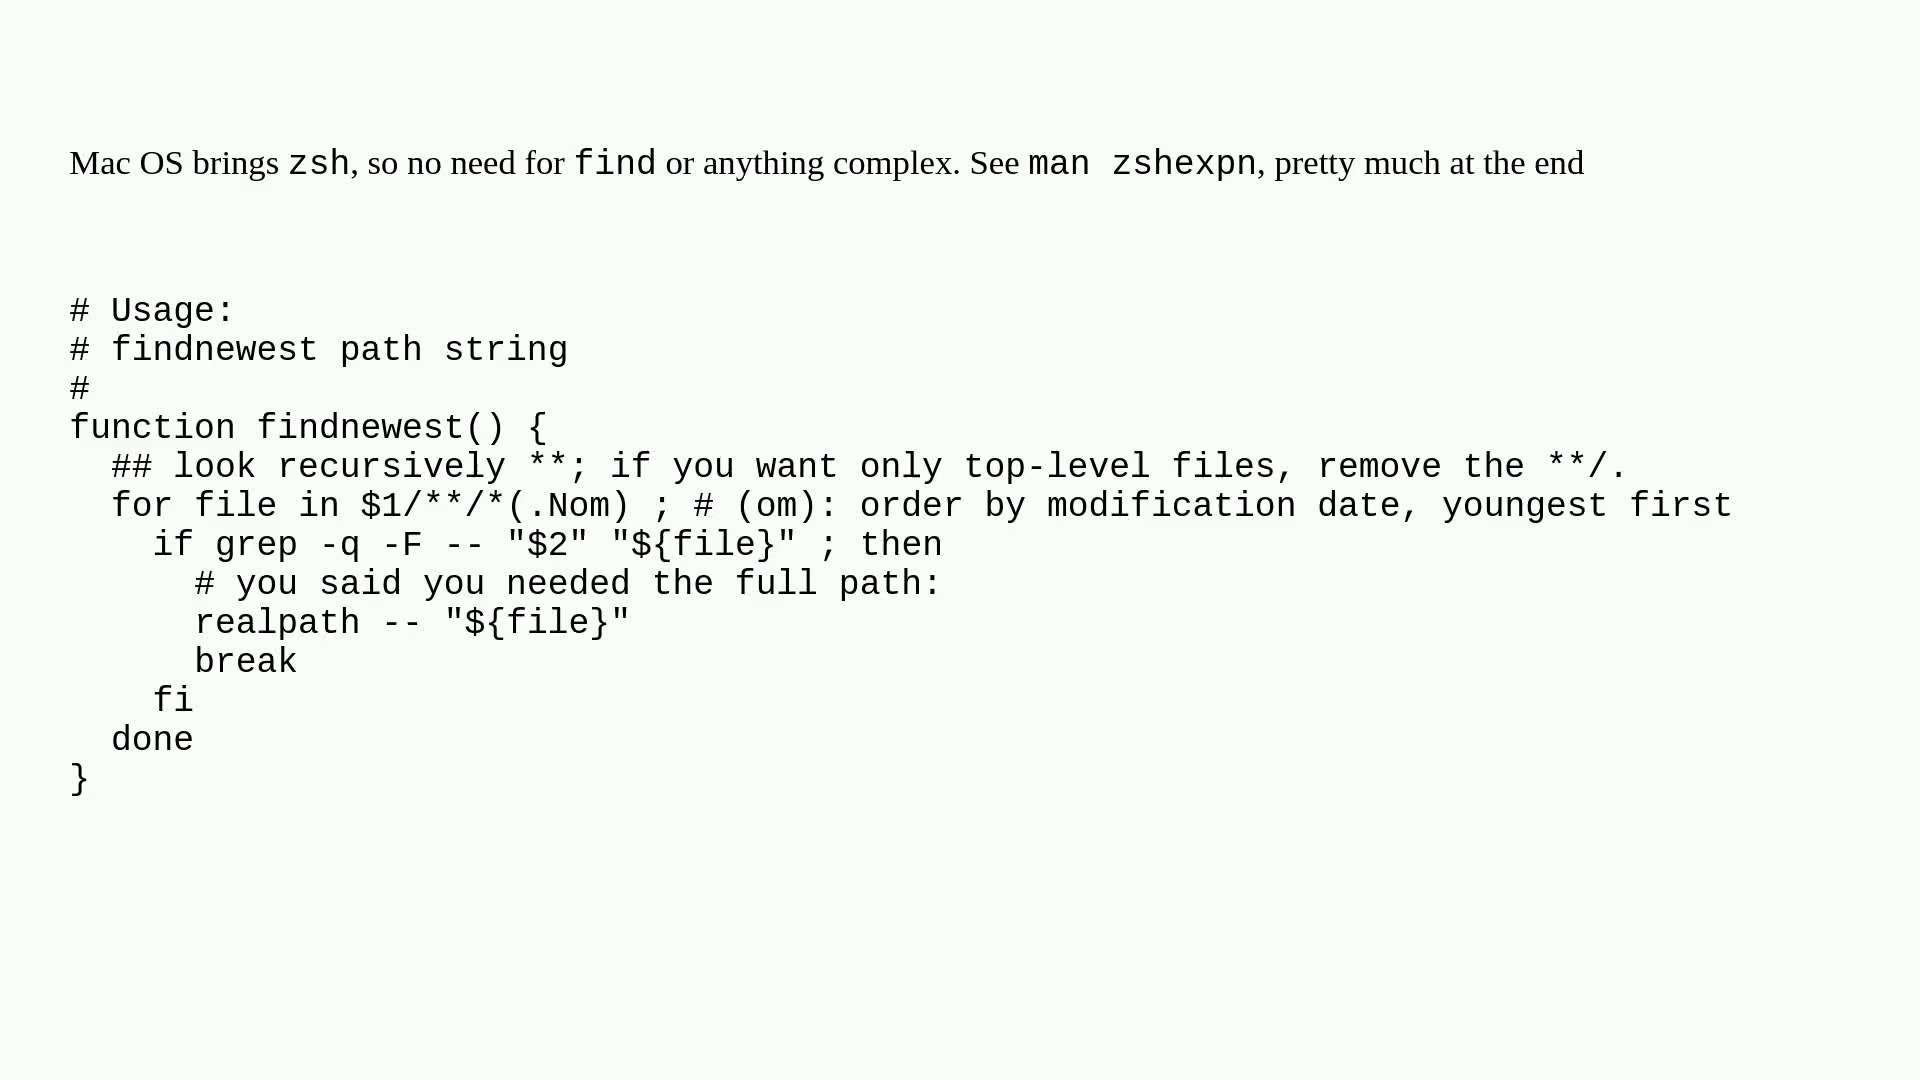 Mac OS brings zsh, so no need for find or anything complex. See man zshexpn, pretty much at the end
# Usage:
# findnewest path string
#
function findnewest() {
  ## look recursively **; if you want only top-level files, remove the **/.
  for file in $1/**/*(.Nom) ; # (om): order by modification date, youngest first
    if grep -q -F -- "$2" "${file}" ; then
      # you said you needed the full path:
      realpath -- "${file}"
      break
    fi
  done
}